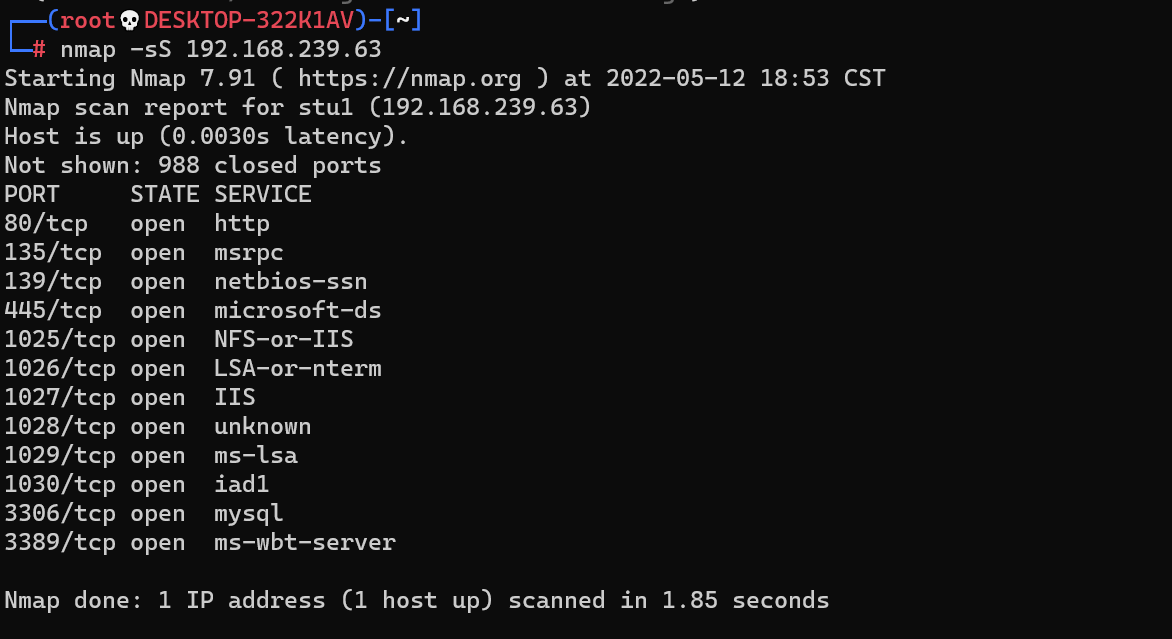 ┌──(root💀DESKTOP-322K1AV)-[~]
└─# nmap -sS 192.168.239.63
Starting Nmap 7.91 ( https://nmap.org ) at 2022-05-12 18:53 CST
Nmap scan report for stu1 (192.168.239.63)
Host is up (0.0030s latency).
Not shown: 988 closed ports
PORT     STATE SERVICE
80/tcp   open  http
135/tcp  open  msrpc
139/tcp  open  netbios-ssn
445/tcp  open  microsoft-ds
1025/tcp open  NFS-or-IIS
1026/tcp open  LSA-or-nterm
1027/tcp open  IIS
1028/tcp open  unknown
1029/tcp open  ms-lsa
1030/tcp open  iad1
3306/tcp open  mysql
3389/tcp open  ms-wbt-server

Nmap done: 1 IP address (1 host up) scanned in 1.85 seconds